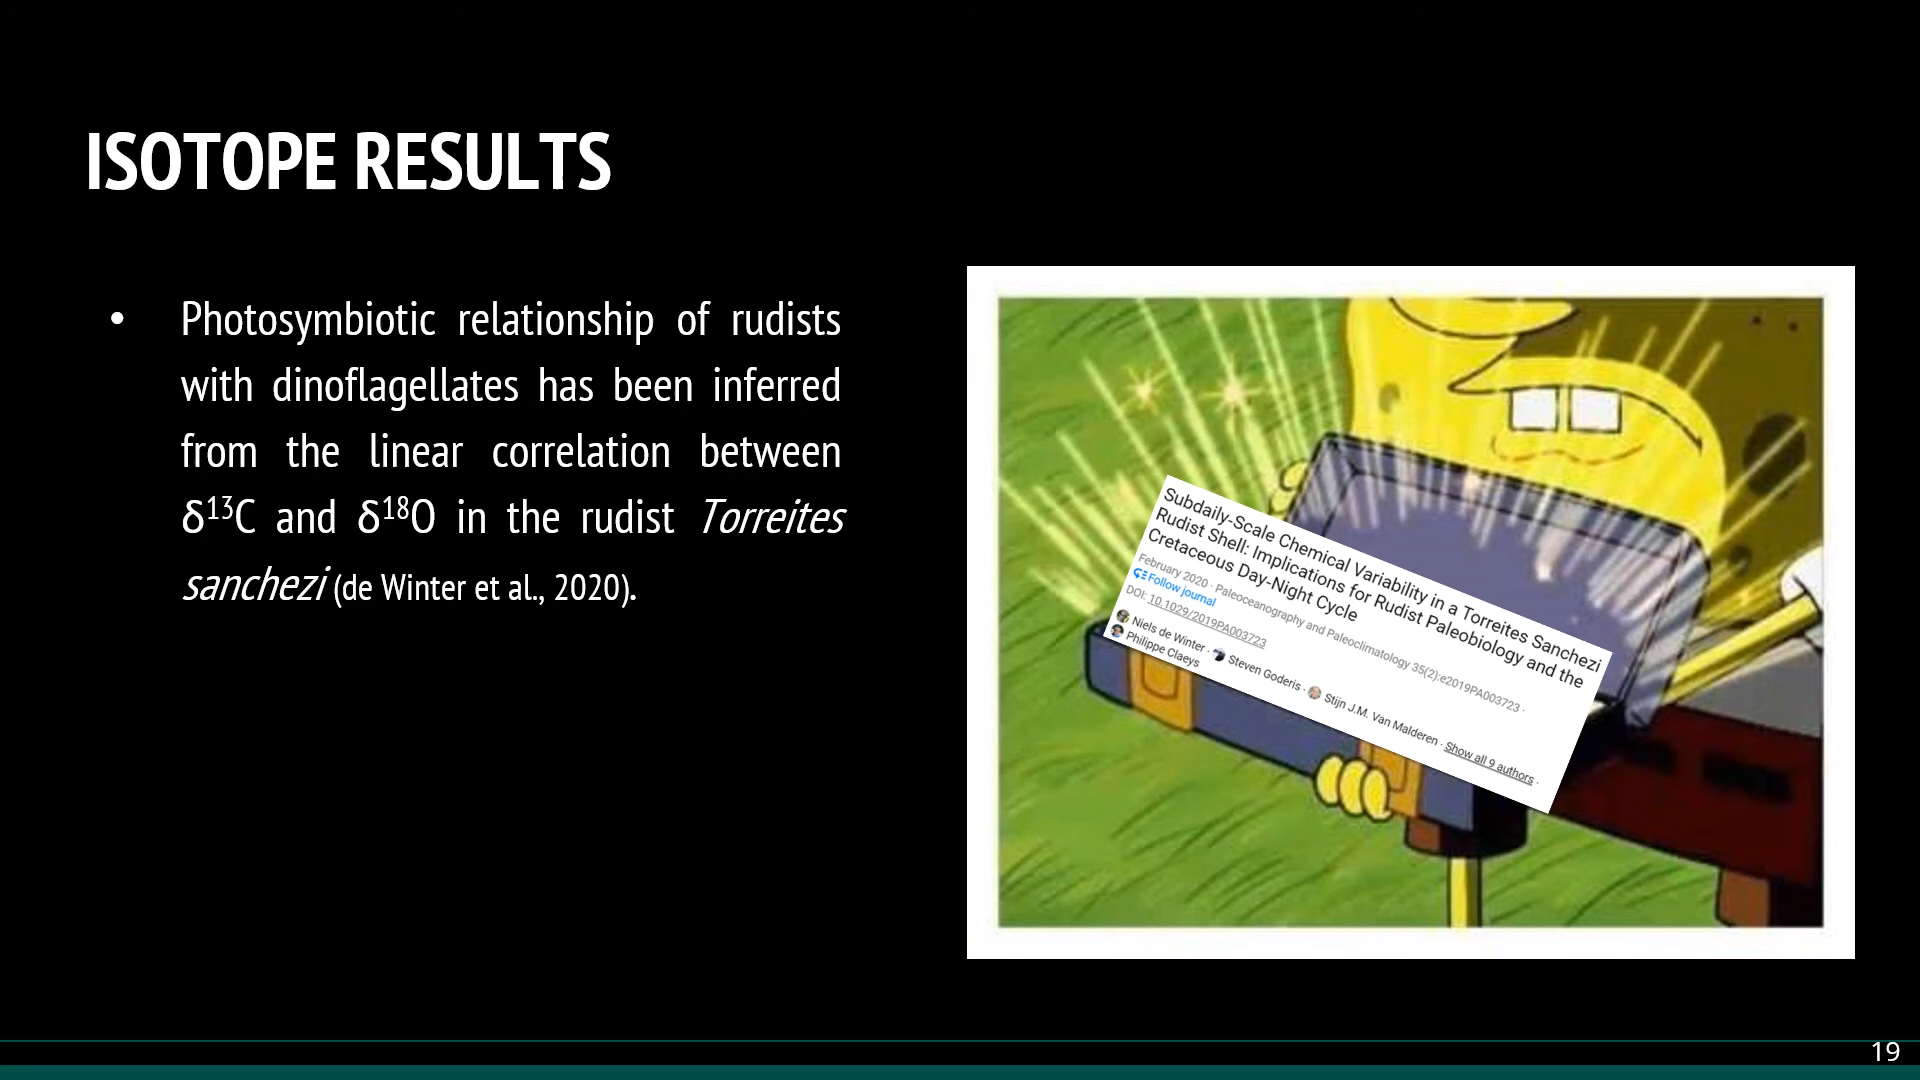 ISOTOPE RESULTS
• Photosymbiotic relationship of rudists
with dinoflagellates has been inferred
from the linear correlation between
δ¹³C and δ¹⁸O in the rudist Torreites
sanchezi (de Winter et al., 2020).
Subdaily-Scale Chemical Variability in a Torreites Sanchezi
Rudist Shell: Implications for Rudist Paleobiology and the
Cretaceous Day-Night Cycle
February 2020 · Paleoceanography and Paleoclimatology 35(2):e2019PA003723 ·
Follow journal
DOI: 10.1029/2019PA003723
Niels de Winter · Steven Goderis · Stijn J.M. Van Malderen · Show all 9 authors ·
Philippe Claeys
19